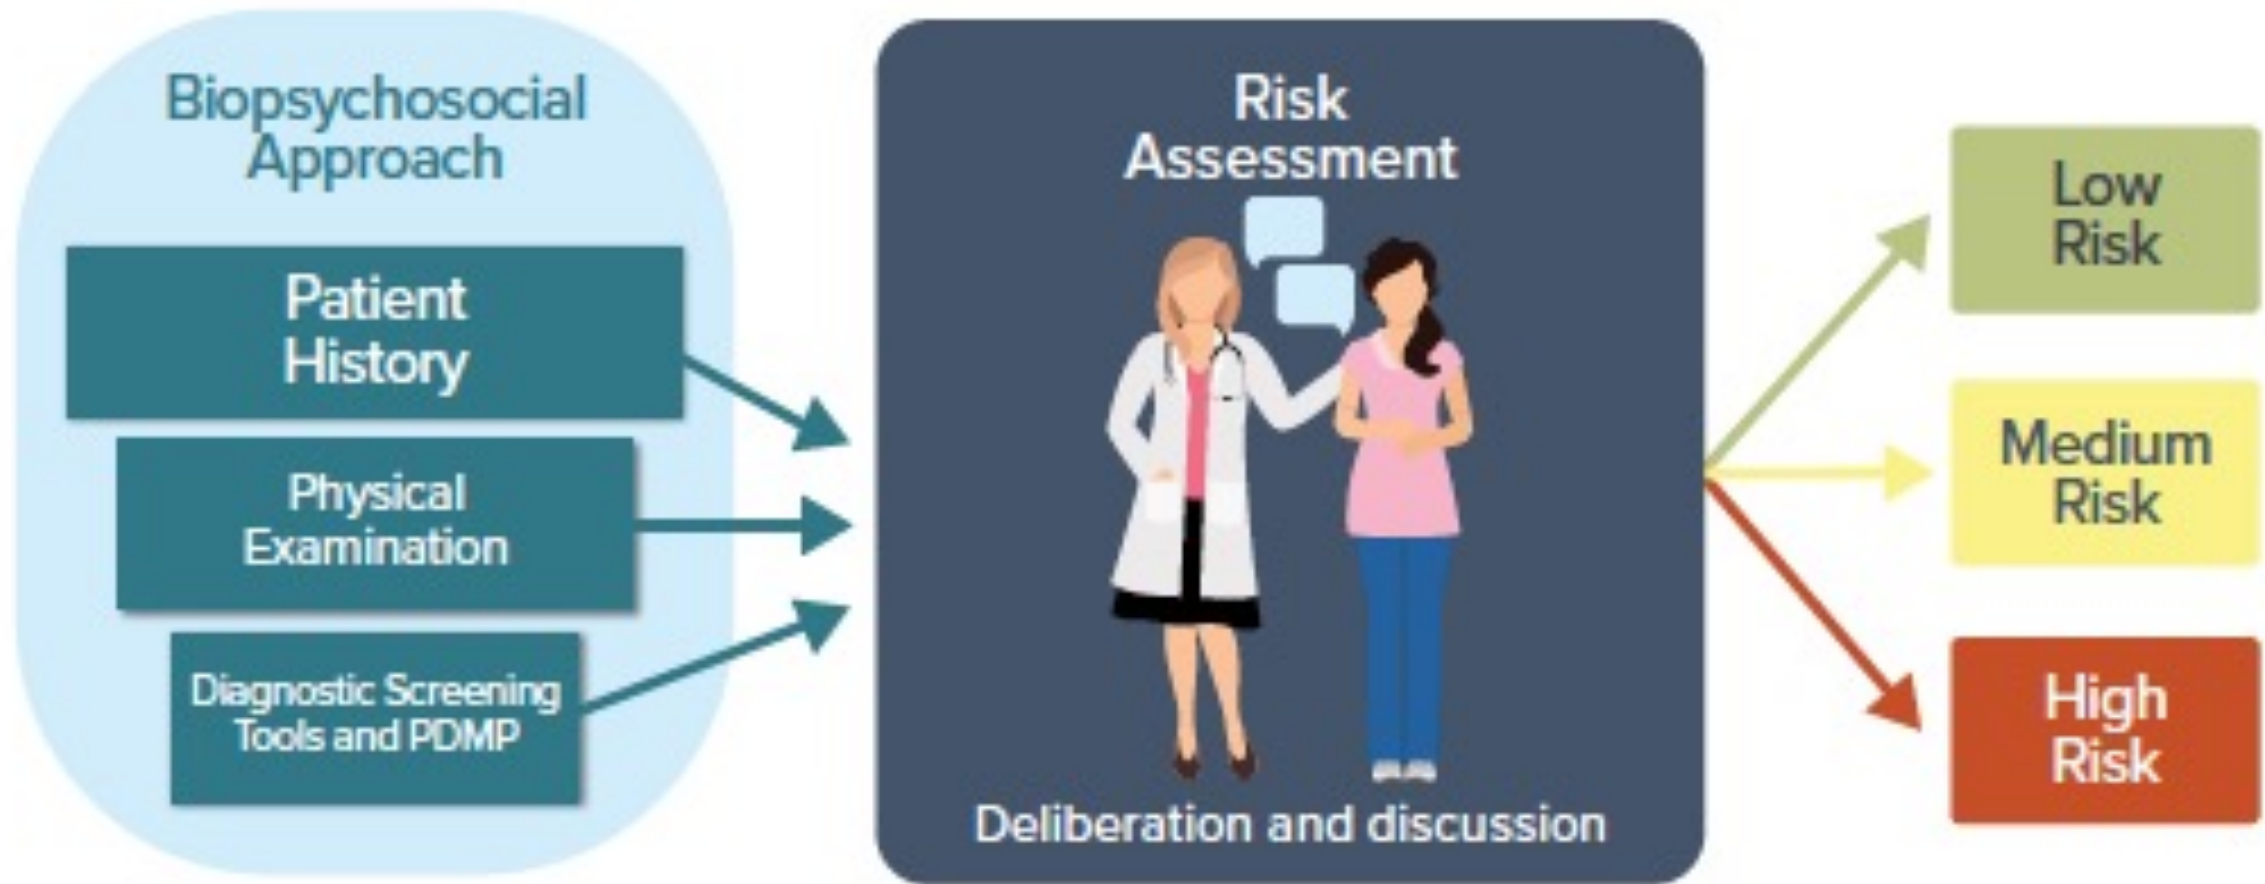 Biopsychosocial
Approach
Patient
History
Physical
Examination
Diagnostic Screening
Tools and PDMP
Risk
Assessment
Deliberation and discussion
Low
Risk
Medium
Risk
High
Risk